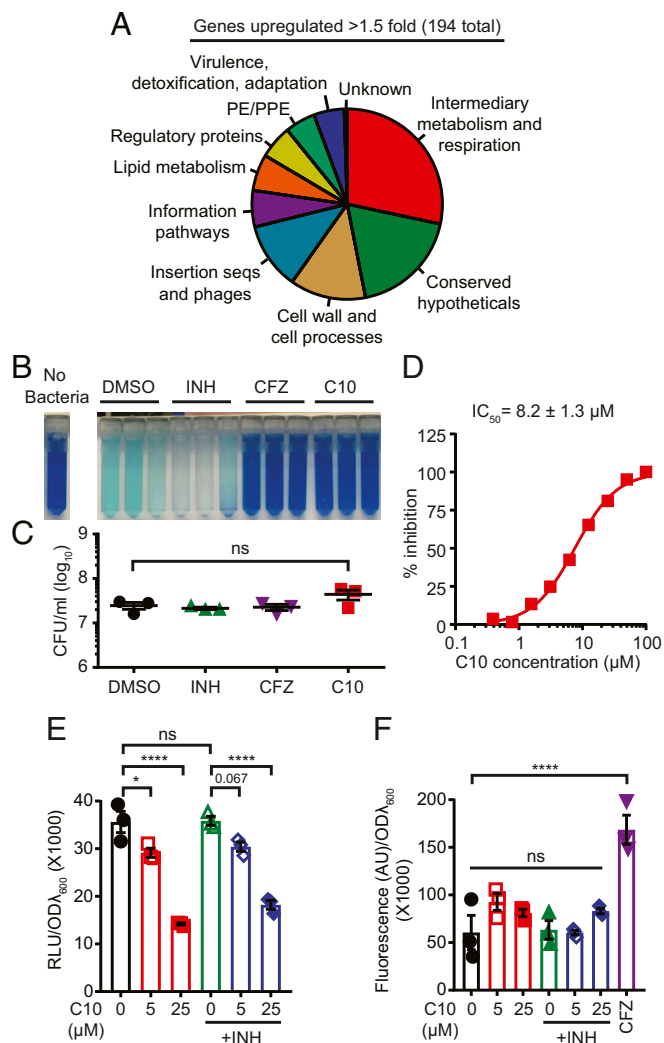 A
Genes upregulated >1.5 fold (194 total)
Virulence,
detoxification, adaptation
Unknown
PE/PPE
Intermediary
metabolism and
respiration
Regulatory proteins
Lipid metabolism
Information
pathways
Insertion seqs
and phages
Conserved
hypotheticals
Cell wall and
cell processes
B
No
Bacteria
DMSO INH CFZ C10
C
ns
CFU/ml (log10)
9
8
7
6
DMSO INH CFZ C10
D
IC50= 8.2 ± 1.3 µM
% inhibition
125
100
75
50
25
0
0.1 1 10 100
C10 concentration (µM)
E
ns
**** ****
* 0.067
RLU/ODλ600 (X1000)
40
30
20
10
0
C10 0 5 25 0 5 25
(µM)
+INH
F
****
ns
Fluorescence (AU)/ODλ600
(X1000)
200
150
100
50
0
C10 0 5 25 0 5 25 CFZ
(µM)
+INH